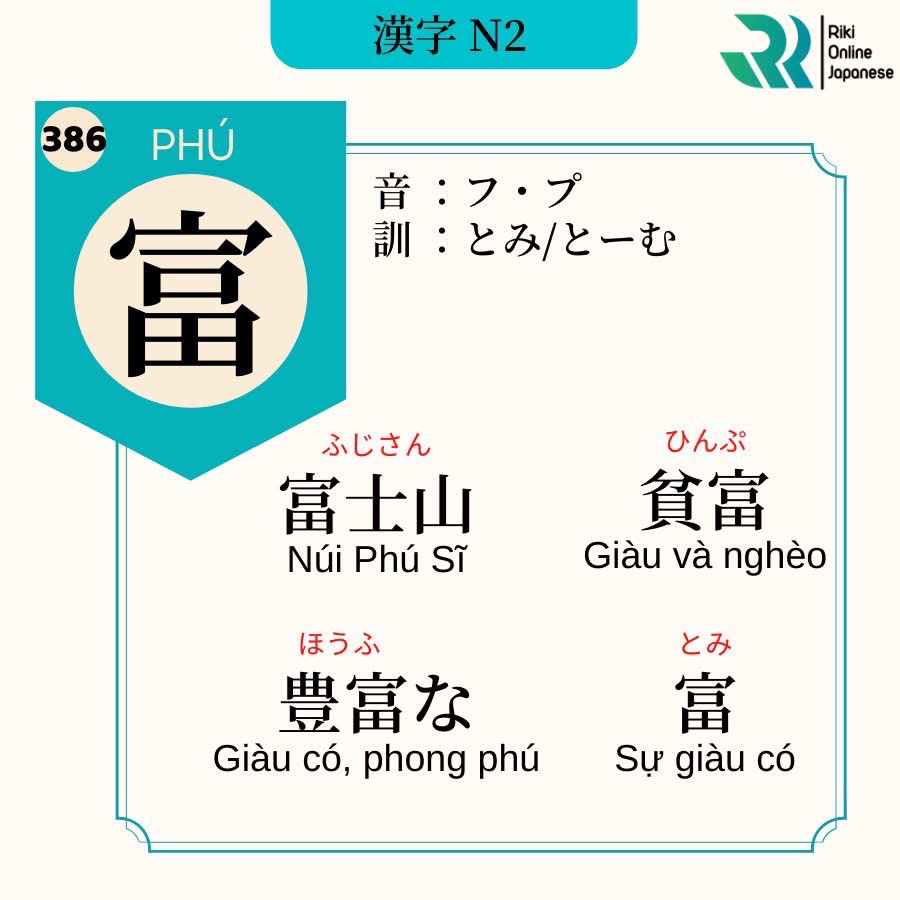 漢字 N2
Riki
Online
Japanese
386
PHÚ
富
音 ：フ・プ
訓 ：とみ/とーむ
ふじさん
富士山
Núi Phú Sĩ
ひんぷ
貧富
Giàu và nghèo
ほうふ
豊富な
Giàu có, phong phú
とみ
富
Sự giàu có